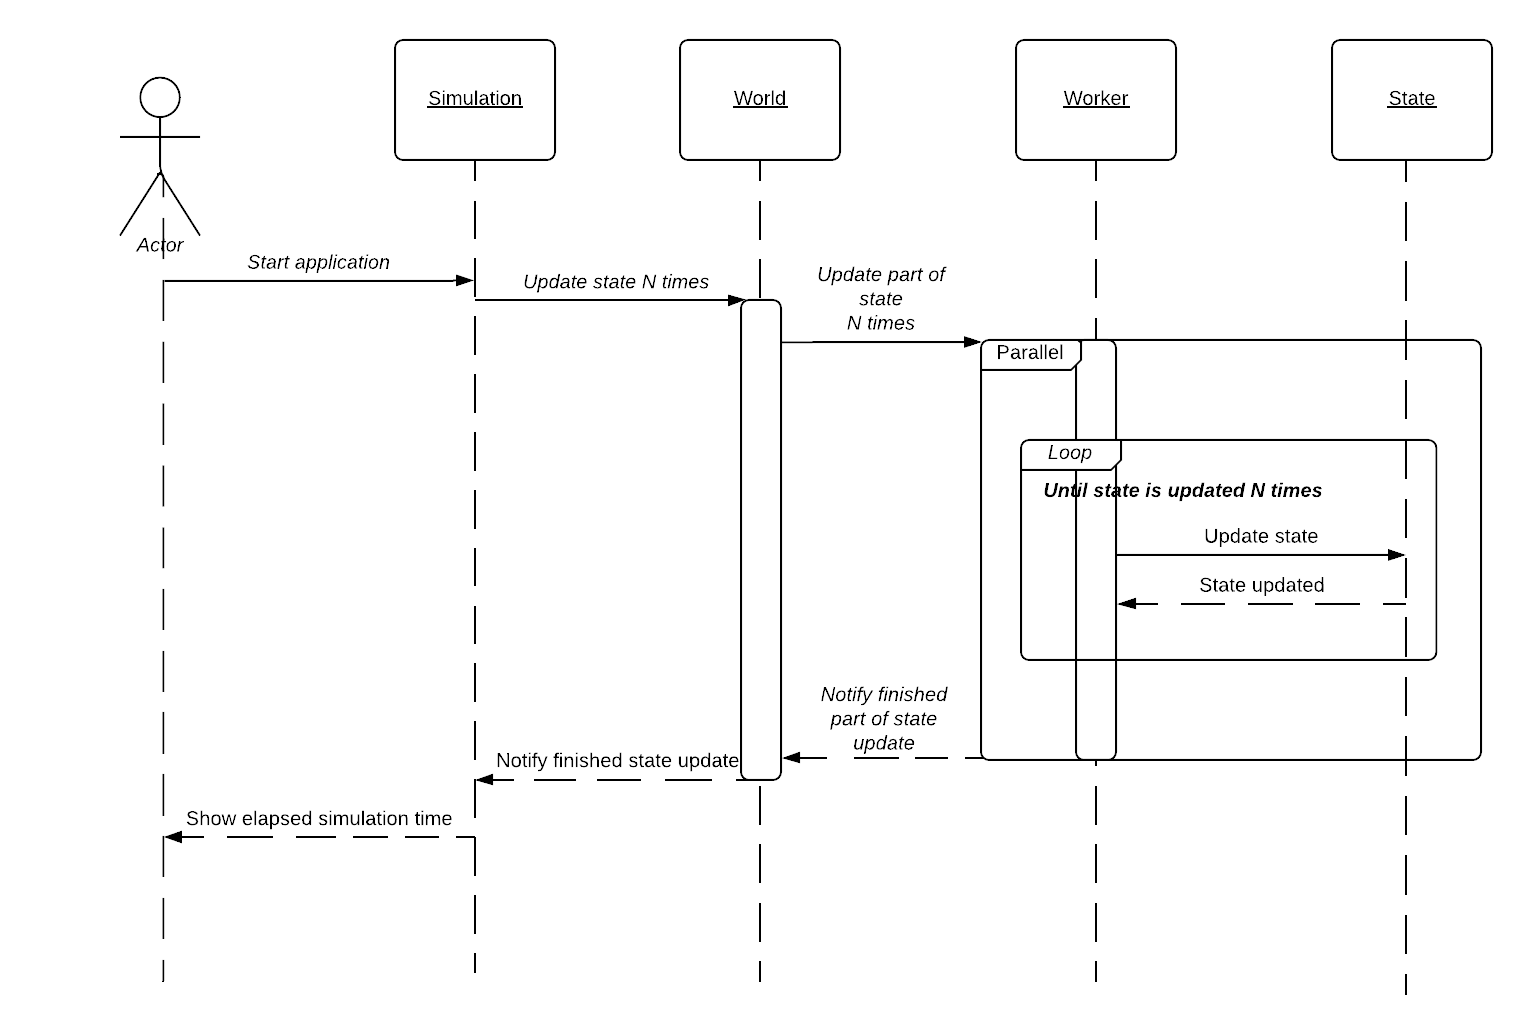 Simulation
World
Worker
State
Actor
Start application
Update state N times
Update part of
state
N times
Parallel
Loop
Until state is updated N times
Update state
State updated
Notify finished
part of state
update
Notify finished state update
Show elapsed simulation time